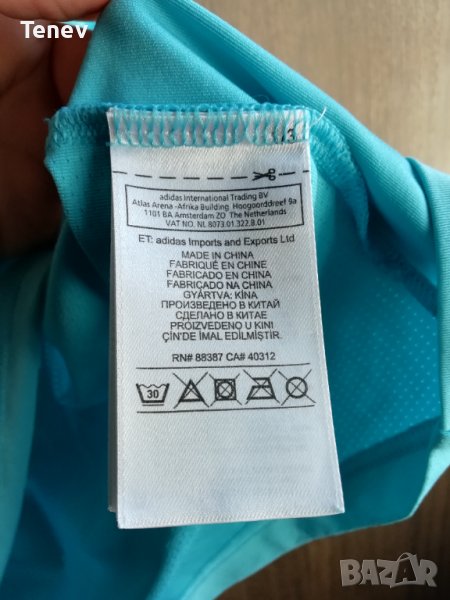 Tenev
adidas International Trading BV
Atlas Arena -Afrika Building Hoogoorddreef 9a
1101 BA Amsterdam ZO The Netherlands
VAT NO. NL 8073.01.322.B.01
ET: adidas Imports and Exports Ltd
MADE IN CHINA
FABRIQUÉ EN CHINE
FABRICADO EN CHINA
FABRICADO NA CHINA
GYÁRTVA: KÍNA
ПРОИЗВЕДЕНО В КИТАЙ
СДЕЛАНО В КИТАЕ
PROIZVEDENO U KINI
ÇİN'DE IMAL EDİLMİŞTİR.
RN# 88387 CA# 40312
30
BAZAR